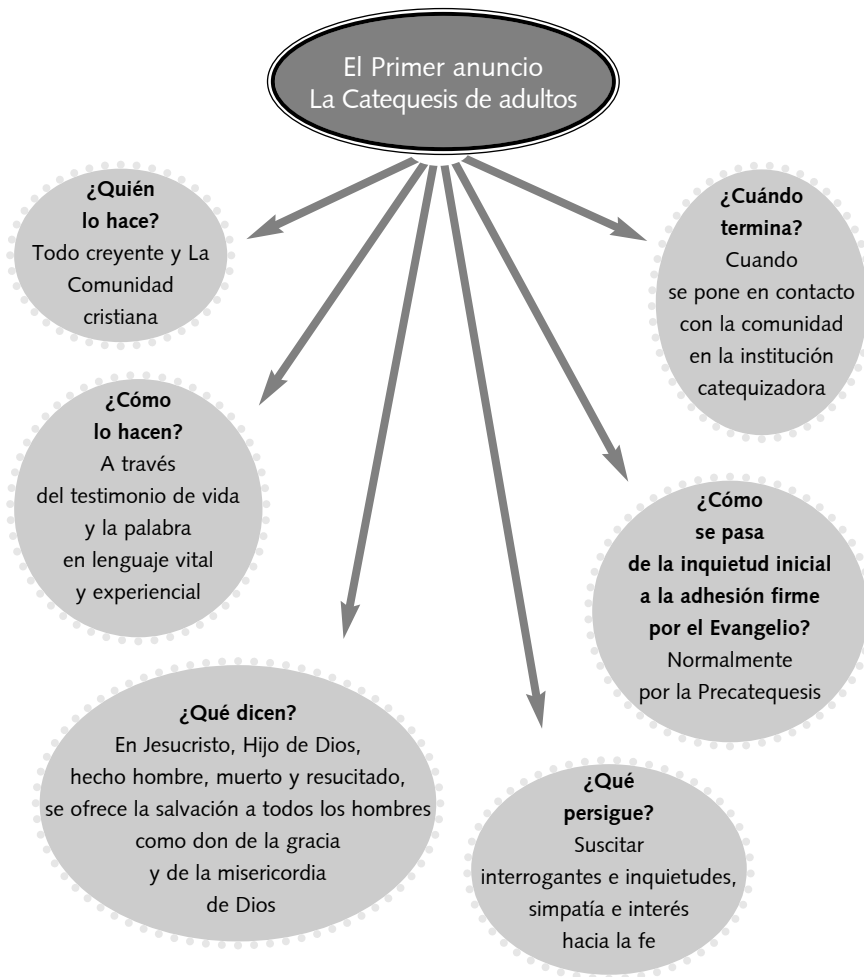 El Primer anuncio
La Catequesis de adultos
¿Quién
lo hace?
Todo creyente y La
Comunidad
cristiana
¿Cómo
lo hacen?
A través
del testimonio de vida
y la palabra
en lenguaje vital
y experiencial
¿Qué dicen?
En Jesucristo, Hijo de Dios,
hecho hombre, muerto y resucitado,
se ofrece la salvación a todos los hombres
como don de la gracia
y de la misericordia
de Dios
¿Qué
persigue?
Suscitar
interrogantes e inquietudes,
simpatía e interés
hacia la fe
¿Cómo
se pasa
de la inquietud inicial
a la adhesión firme
por el Evangelio?
Normalmente
por la Precatequesis
¿Cuándo
termina?
Cuando
se pone en contacto
con la comunidad
en la institución
catequizadora